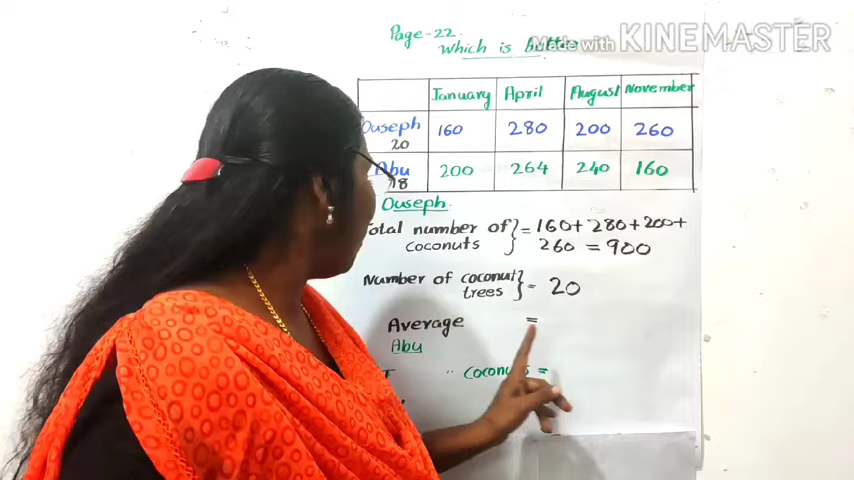 Page-22.
Which is better
Made with KINEMASTER
January April August November
Ouseph 160 280 200 260
20
Abu 200 264 240 160
18
Ouseph.
Total number of } = 160+280+200+
coconuts 260 = 900
Number of coconut } = 20
trees
Average =
Abu
coconuts =